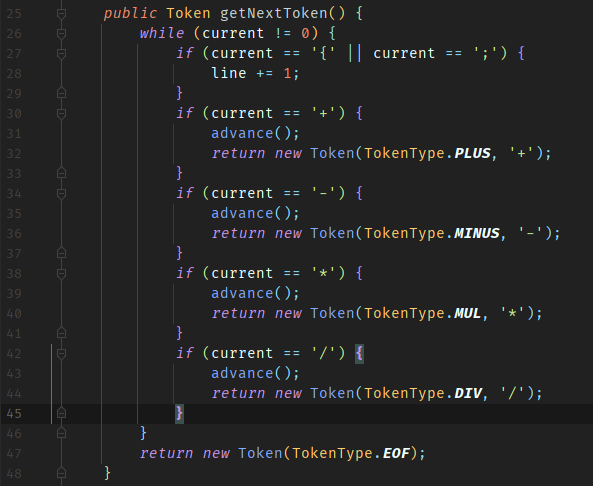 25 public Token getNextToken() {
26 while (current != 0) {
27 if (current == '{' || current == ';') {
28 line += 1;
29 }
30 if (current == '+') {
31 advance();
32 return new Token(TokenType.PLUS, '+');
33 }
34 if (current == '-') {
35 advance();
36 return new Token(TokenType.MINUS, '-');
37 }
38 if (current == '*') {
39 advance();
40 return new Token(TokenType.MUL, '*');
41 }
42 if (current == '/') {
43 advance();
44 return new Token(TokenType.DIV, '/');
45 }
46 }
47 return new Token(TokenType.EOF);
48 }